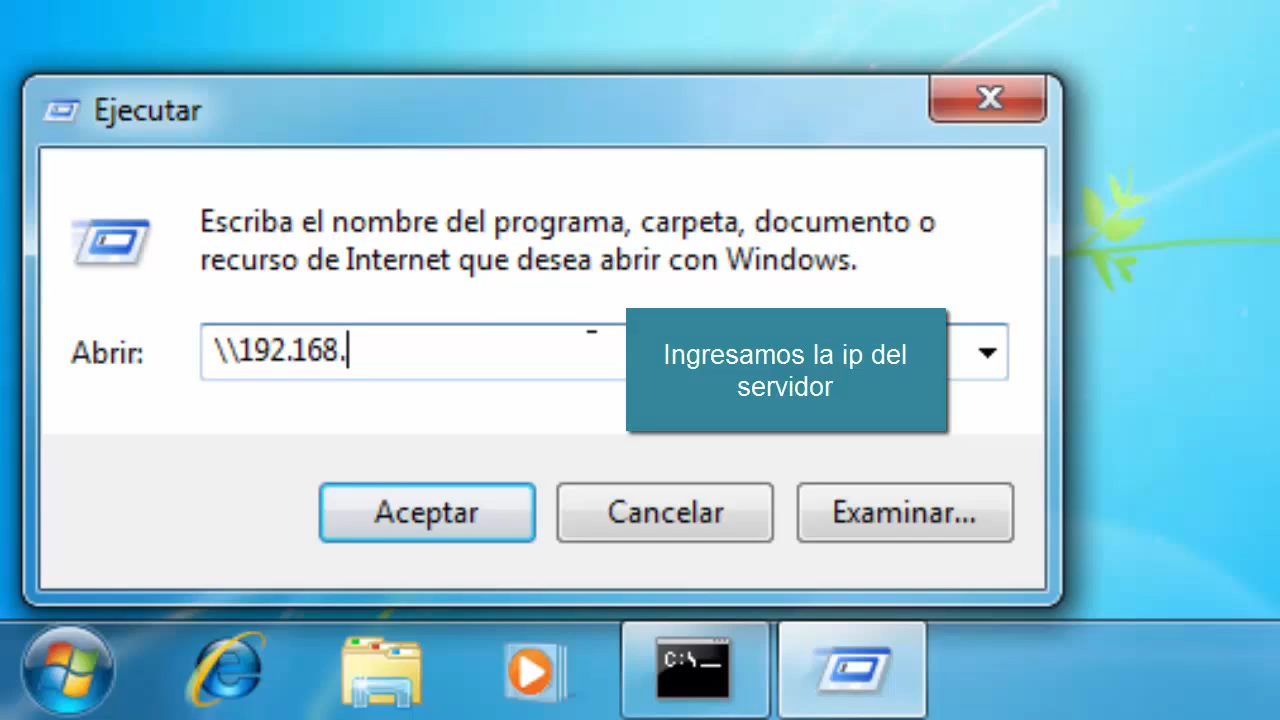 Ejecutar
Escriba el nombre del programa, carpeta, documento o
recurso de Internet que desea abrir con Windows.
Abrir:
\\192.168.
Ingresamos la ip del
servidor
Aceptar
Cancelar
Examinar...
C:\_